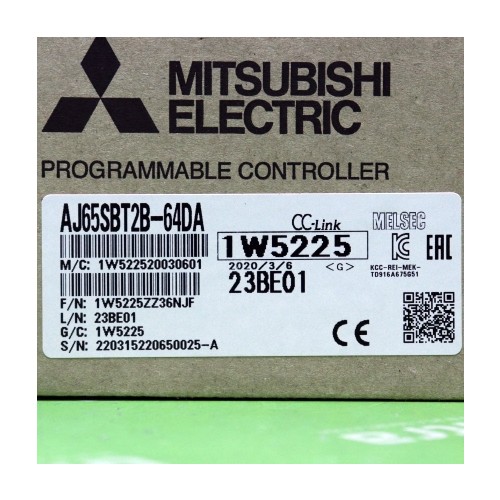 MITSUBISHI
ELECTRIC
PROGRAMMABLE CONTROLLER
AJ65SBT2B-64DA
CC-Link
MELSEC
M/C: 1W522520030601
1W5225
2020/3/6 <G>
23BE01
KCC-REI-MEK-
TD916A675G51
EAC
F/N: 1W5225ZZ36NJF
L/N: 23BE01
G/C: 1W5225
S/N: 220315220650025-A
CE